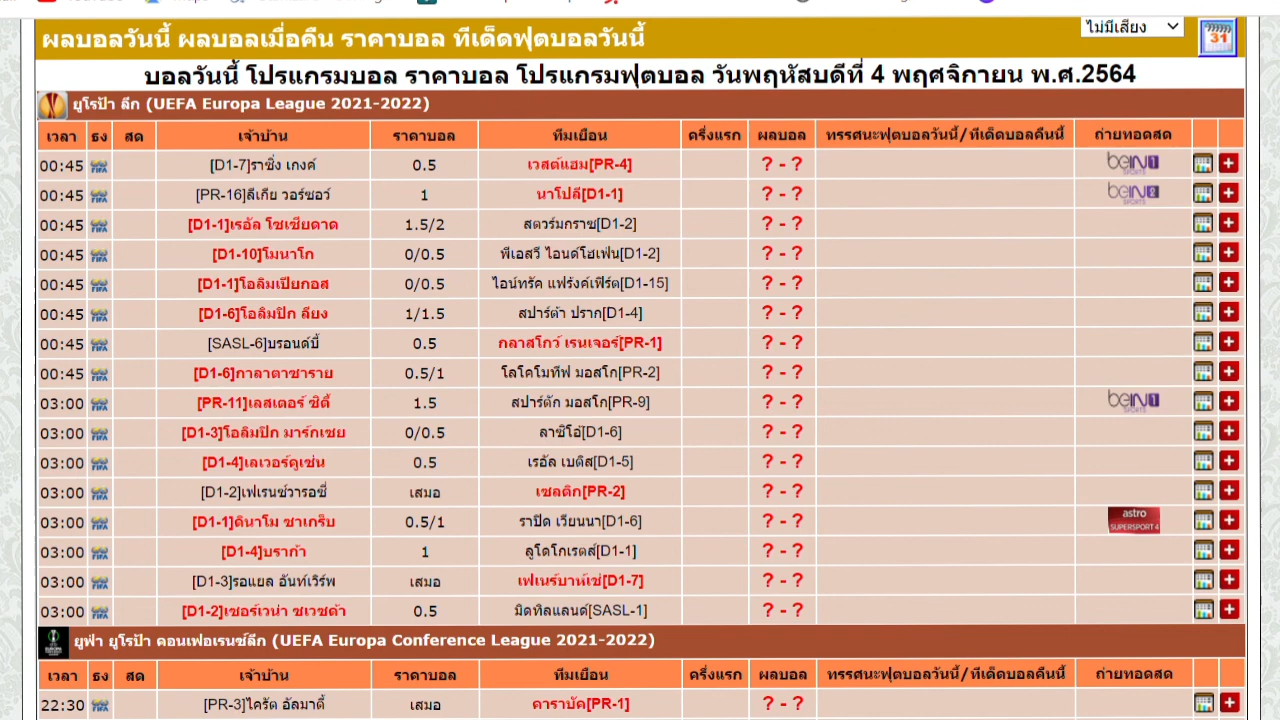 ผลบอลวันนี้ ผลบอลเมื่อคืน ราคาบอล ทีเด็ดฟุตบอลวันนี้ ไม่มีเสียง 31
บอลวันนี้ โปรแกรมบอล ราคาบอล โปรแกรมฟุตบอล วันพฤหัสบดีที่ 4 พฤศจิกายน พ.ศ.2564
ยูโรป้า ลีก (UEFA Europa League 2021-2022)
เวลา ธง สด เจ้าบ้าน ราคาบอล ทีมเยือน ครึ่งแรก ผลบอล ทรรศนะฟุตบอลวันนี้/ทีเด็ดบอลคืนนี้ ถ่ายทอดสด
00:45 FIFA [D1-7]ราซิ่ง เกงค์ 0.5 เวสต์แฮม[PR-4] ? - ? beIN 1 SPORTS
00:45 FIFA [PR-16]ลีเกีย วอร์ซอว์ 1 นาโปลี[D1-1] ? - ? beIN 2 SPORTS
00:45 FIFA [D1-1]เรอัล โซเซียดาด 1.5/2 สตวร์มกราซ[D1-2] ? - ?
00:45 FIFA [D1-10]โมนาโก 0/0.5 พีเอสวี ไอนด์โฮเฟ่น[D1-2] ? - ?
00:45 FIFA [D1-1]โอลิมเปียกอส 0/0.5 ไอน์ทรัค แฟร้งค์เฟิร์ต[D1-15] ? - ?
00:45 FIFA [D1-6]โอลิมปิก ลียง 1/1.5 สปาร์ต้า ปราก[D1-4] ? - ?
00:45 FIFA [SASL-6]บรอนด์บี้ 0.5 กลาสโกว์ เรนเจอร์[PR-1] ? - ?
00:45 FIFA [D1-6]กาลาตาซาราย 0.5/1 โลโคโมทีฟ มอสโก[PR-2] ? - ?
03:00 FIFA [PR-11]เลสเตอร์ ซิตี้ 1.5 สปาร์ตัก มอสโก[PR-9] ? - ? beIN 1 SPORTS
03:00 FIFA [D1-3]โอลิมปิก มาร์กเซย 0/0.5 ลาซิโอ[D1-6] ? - ?
03:00 FIFA [D1-4]เลเวอร์คูเซ่น 0.5 เรอัล เบติส[D1-5] ? - ?
03:00 FIFA [D1-2]เฟเรนซ์วารอซี่ เสมอ เซลติก[PR-2] ? - ?
03:00 FIFA [D1-1]ดินาโม ซาเกร็บ 0.5/1 ราปิด เวียนนา[D1-6] ? - ? astro SUPERSPORT 4
03:00 FIFA [D1-4]บราก้า 1 ลูโดโกเรตส์[D1-1] ? - ?
03:00 FIFA [D1-3]รอแยล อันท์เวิร์พ เสมอ เฟเนร์บาห์เช่[D1-7] ? - ?
03:00 FIFA [D1-2]เซอร์เวน่า ซเวซด้า 0.5 มิดทิลแลนด์[SASL-1] ? - ?
ยูฟ่า ยูโรป้า คอนเฟอเรนซ์ลีก (UEFA Europa Conference League 2021-2022)
เวลา ธง สด เจ้าบ้าน ราคาบอล ทีมเยือน ครึ่งแรก ผลบอล ทรรศนะฟุตบอลวันนี้/ทีเด็ดบอลคืนนี้ ถ่ายทอดสด
22:30 FIFA [PR-3]ไครัต อัลมาตี้ เสมอ คาราบัค[PR-1] ? - ?